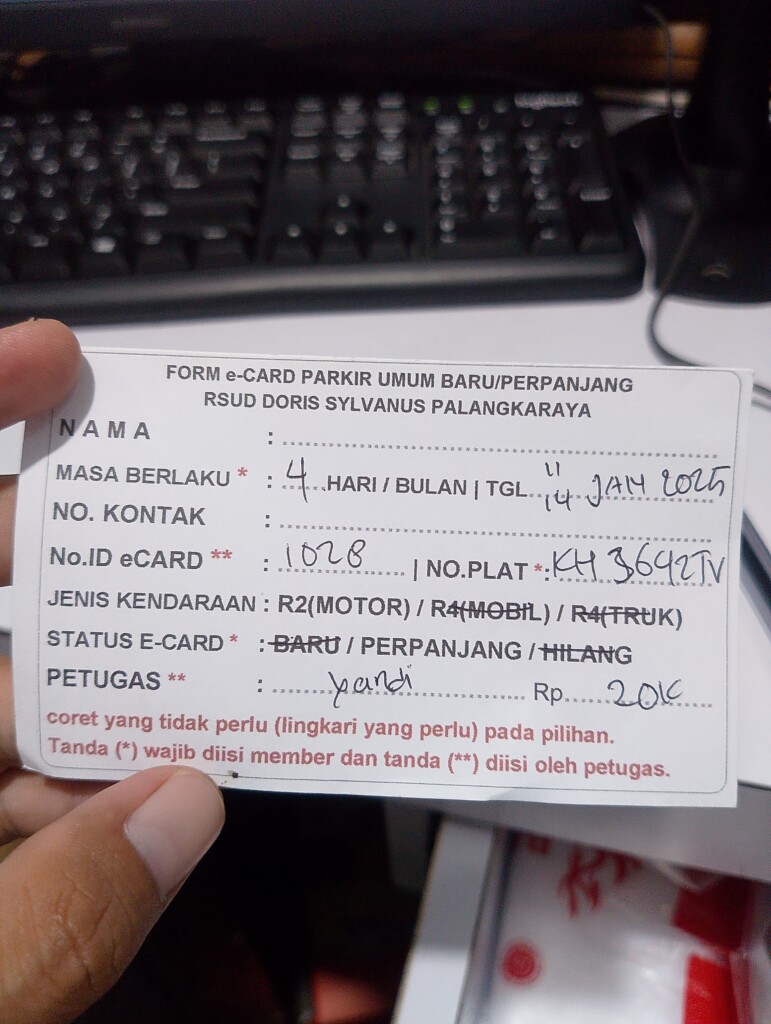 FORM e-CARD PARKIR UMUM BARU/PERPANJANG
RSUD DORIS SYLVANUS PALANGKARAYA
N A M A :
MASA BERLAKU * : 4 HARI / BULAN | TGL 11 14 JAN 2025
NO. KONTAK :
No.ID eCARD ** : 1028 | NO.PLAT *: KH 3642TV
JENIS KENDARAAN : R2(MOTOR) / R4(MOBIL) / R4(TRUK)
STATUS E-CARD * : BARU / PERPANJANG / HILANG
PETUGAS ** : yandi Rp. 20K
coret yang tidak perlu (lingkari yang perlu) pada pilihan.
Tanda (*) wajib diisi member dan tanda (**) diisi oleh petugas.